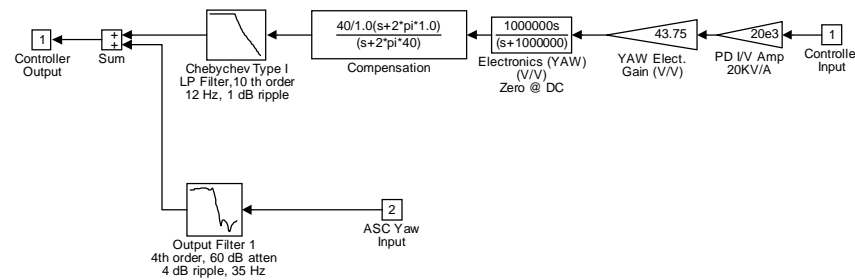 1
Controller
Output
+
+
Sum
Chebychev Type I
LP Filter,10 th order
12 Hz, 1 dB ripple
40/1.0(s+2*pi*1.0)
(s+2*pi*40)
Compensation
1000000s
(s+1000000)
Electronics (YAW)
(V/V)
Zero @ DC
43.75
YAW Elect.
Gain (V/V)
20e3
PD I/V Amp
20KV/A
1
Controlle
Input
Output Filter 1
4th order, 60 dB atten
4 dB ripple, 35 Hz
2
ASC Yaw
Input